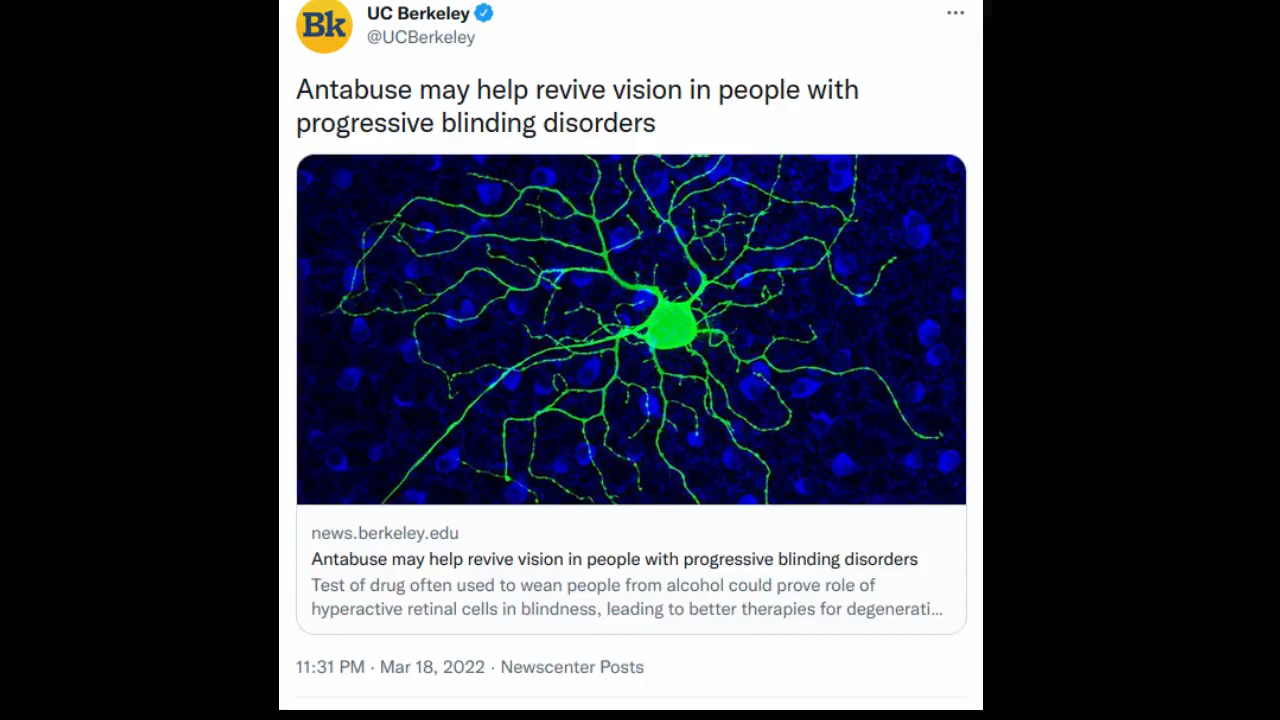 Bk
UC Berkeley
@UCBerkeley
Antabuse may help revive vision in people with
progressive blinding disorders
news.berkeley.edu
Antabuse may help revive vision in people with progressive blinding disorders
Test of drug often used to wean people from alcohol could prove role of
hyperactive retinal cells in blindness, leading to better therapies for degenerati...
11:31 PM · Mar 18, 2022 · Newscenter Posts